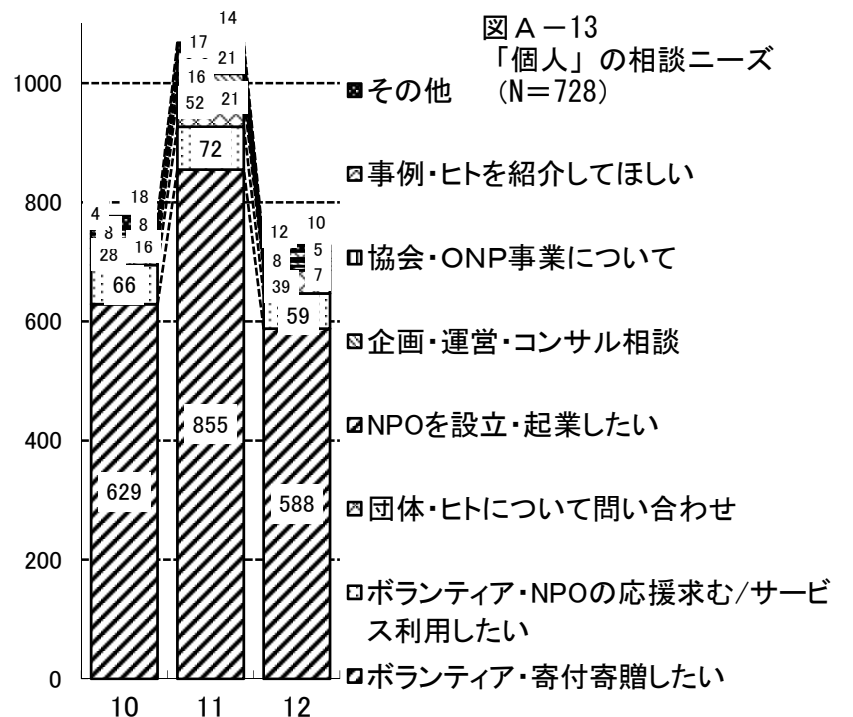 図A-13
「個人」の相談ニーズ
(N=728)
1000
800
600
400
200
0
14
17
21
16
52
21
72
855
18
4
8
8
28
16
66
629
10
12
5
8
7
39
59
588
10
11
12
その他
事例・ヒトを紹介してほしい
協会・ONP事業について
企画・運営・コンサル相談
NPOを設立・起業したい
団体・ヒトについて問い合わせ
ボランティア・NPOの応援求む/サービ
ス利用したい
ボランティア・寄付寄贈したい